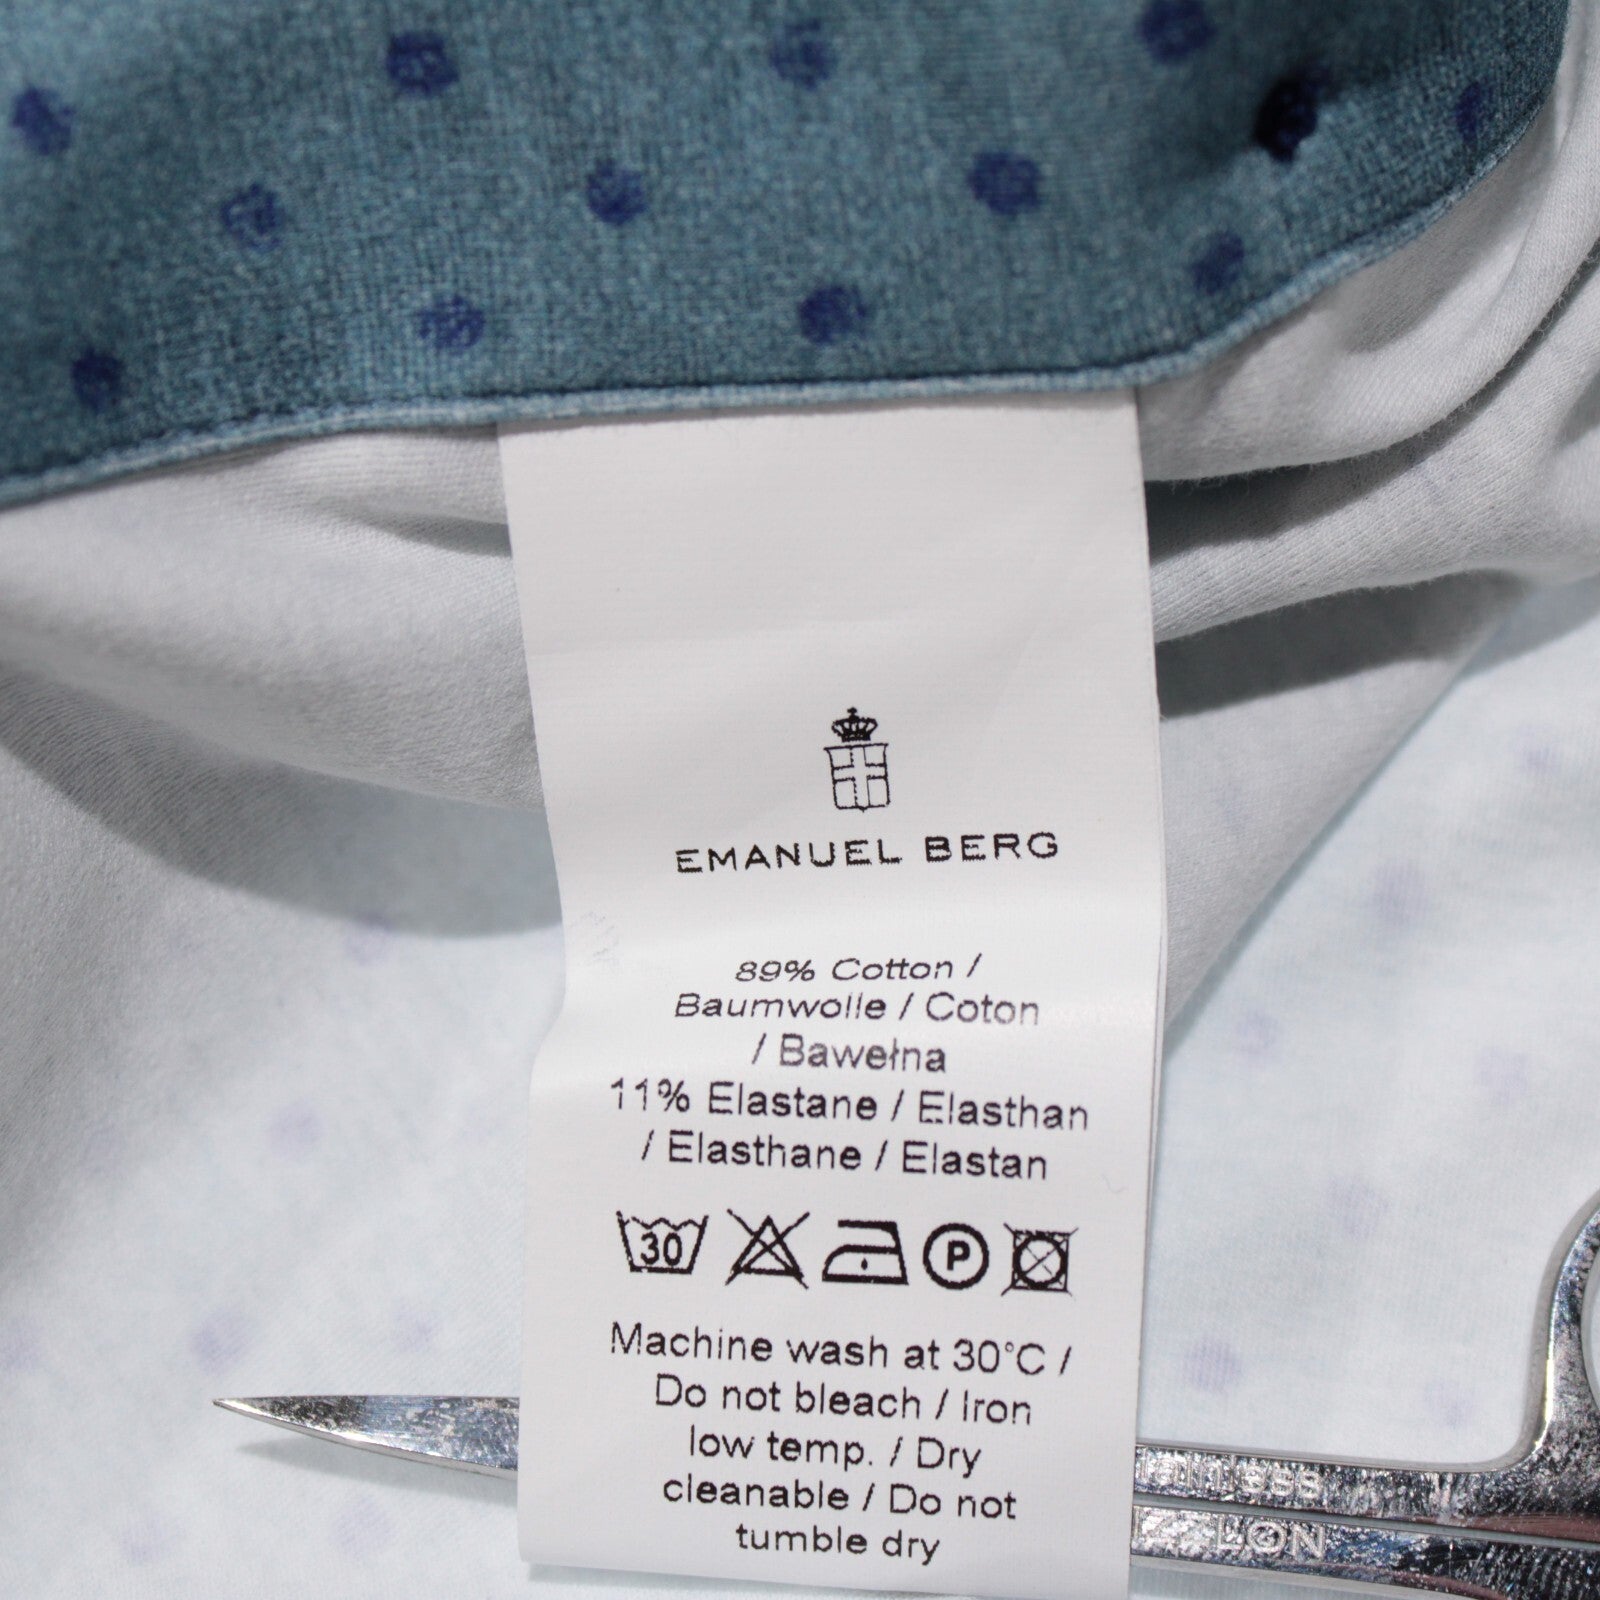 EMANUEL BERG
89% Cotton /
Baumwolle / Coton
/ Bawełna
11% Elastane / Elasthan
/ Elasthane / Elastan
30
P
Machine wash at 30°C /
Do not bleach / Iron
low temp. / Dry
cleanable / Do not
tumble dry